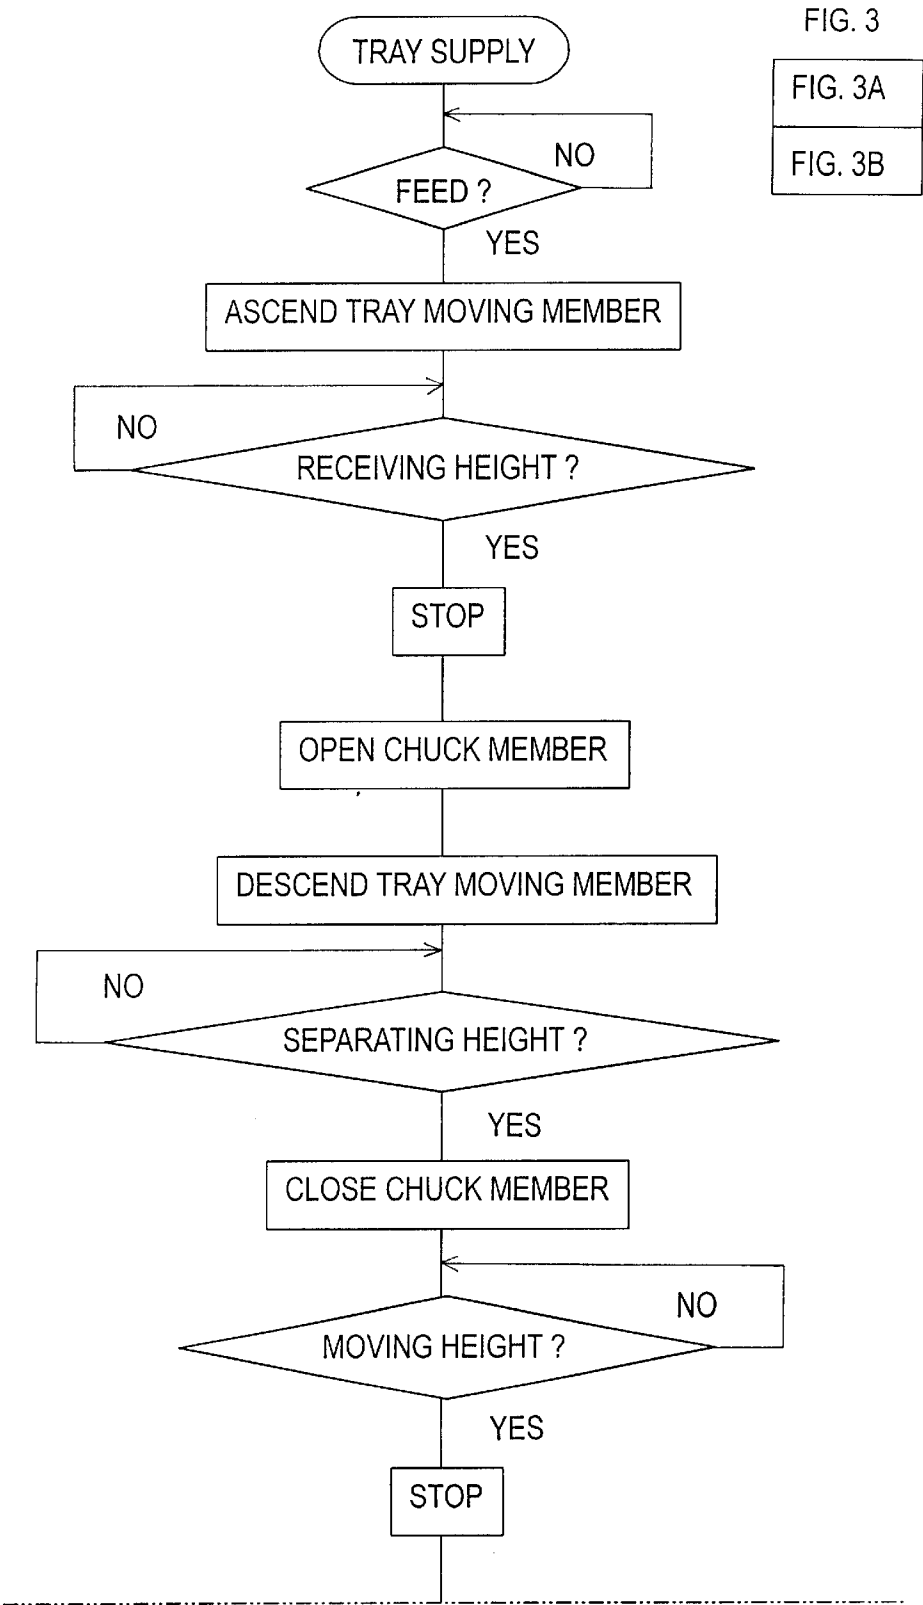 FIG. 3
FIG. 3A
FIG. 3B
TRAY SUPPLY
NO
FEED ?
YES
ASCEND TRAY MOVING MEMBER
NO
RECEIVING HEIGHT ?
YES
STOP
OPEN CHUCK MEMBER
DESCEND TRAY MOVING MEMBER
NO
SEPARATING HEIGHT ?
YES
CLOSE CHUCK MEMBER
NO
MOVING HEIGHT ?
YES
STOP